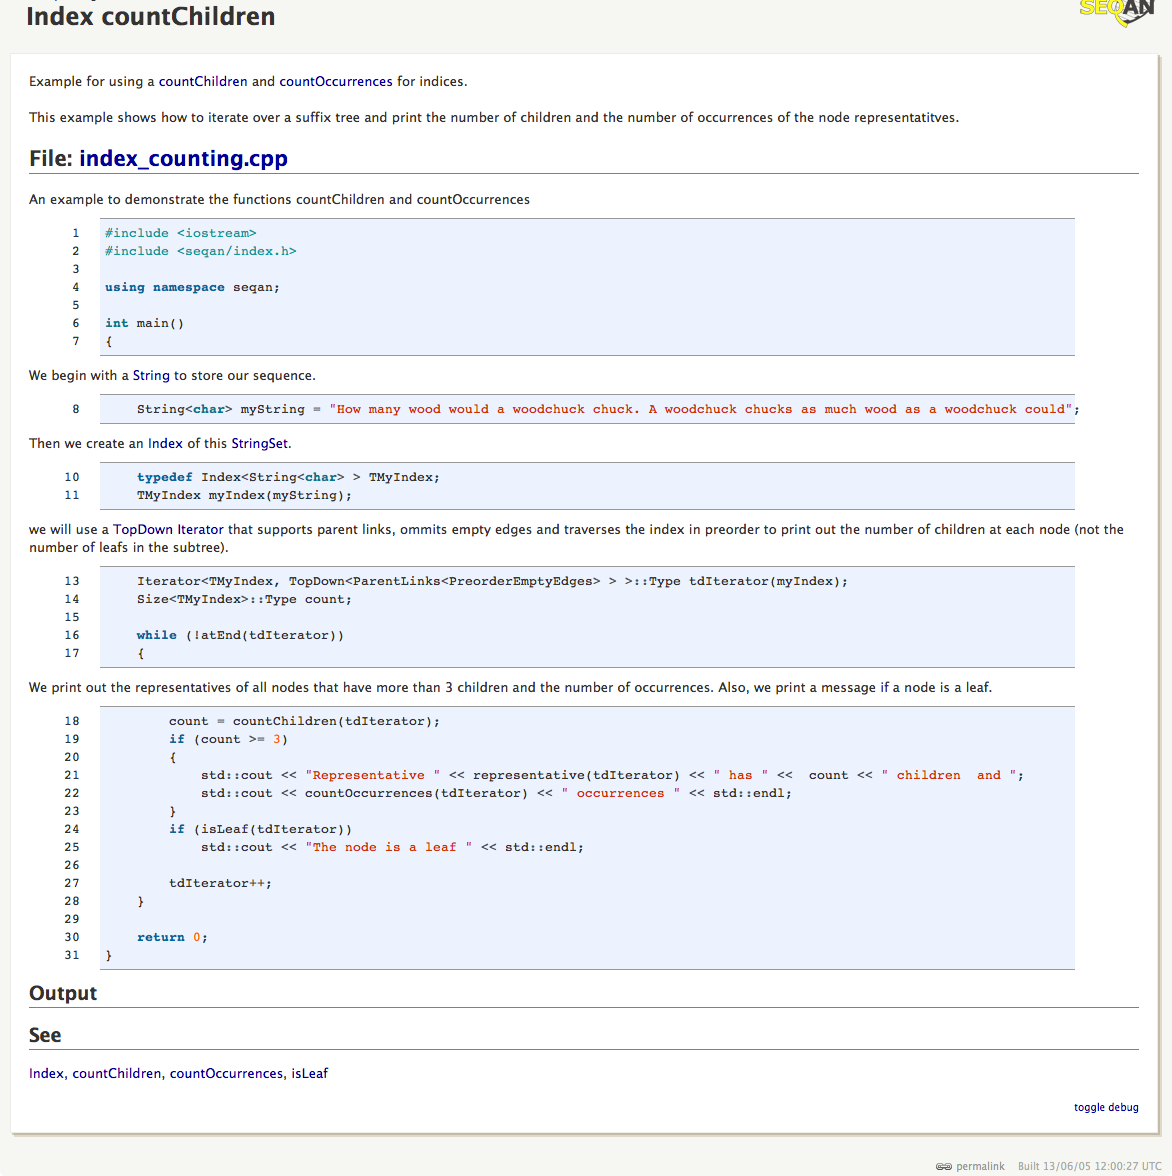 Index countChildren
SEQAN
Example for using a countChildren and countOccurrences for indices.
This example shows how to iterate over a suffix tree and print the number of children and the number of occurrences of the node representatitves.
File: index_counting.cpp
An example to demonstrate the functions countChildren and countOccurrences
1 #include <iostream>
2 #include <seqan/index.h>
3
4 using namespace seqan;
5
6 int main()
7 {
We begin with a String to store our sequence.
8     String<char> myString = "How many wood would a woodchuck chuck. A woodchuck chucks as much wood as a woodchuck could";
Then we create an Index of this StringSet.
10     typedef Index<String<char> > TMyIndex;
11     TMyIndex myIndex(myString);
we will use a TopDown Iterator that supports parent links, ommits empty edges and traverses the index in preorder to print out the number of children at each node (not the
number of leafs in the subtree).
13     Iterator<TMyIndex, TopDown<ParentLinks<PreorderEmptyEdges> > >::Type tdIterator(myIndex);
14     Size<TMyIndex>::Type count;
15
16     while (!atEnd(tdIterator))
17     {
We print out the representatives of all nodes that have more than 3 children and the number of occurrences. Also, we print a message if a node is a leaf.
18         count = countChildren(tdIterator);
19         if (count >= 3)
20         {
21             std::cout << "Representative " << representative(tdIterator) << " has " <<  count << " children  and ";
22             std::cout << countOccurrences(tdIterator) << " occurrences " << std::endl;
23         }
24         if (isLeaf(tdIterator))
25             std::cout << "The node is a leaf " << std::endl;
26
27         tdIterator++;
28     }
29
30     return 0;
31 }
Output
See
Index, countChildren, countOccurrences, isLeaf
toggle debug
permalink Built 13/06/05 12:00:27 UTC